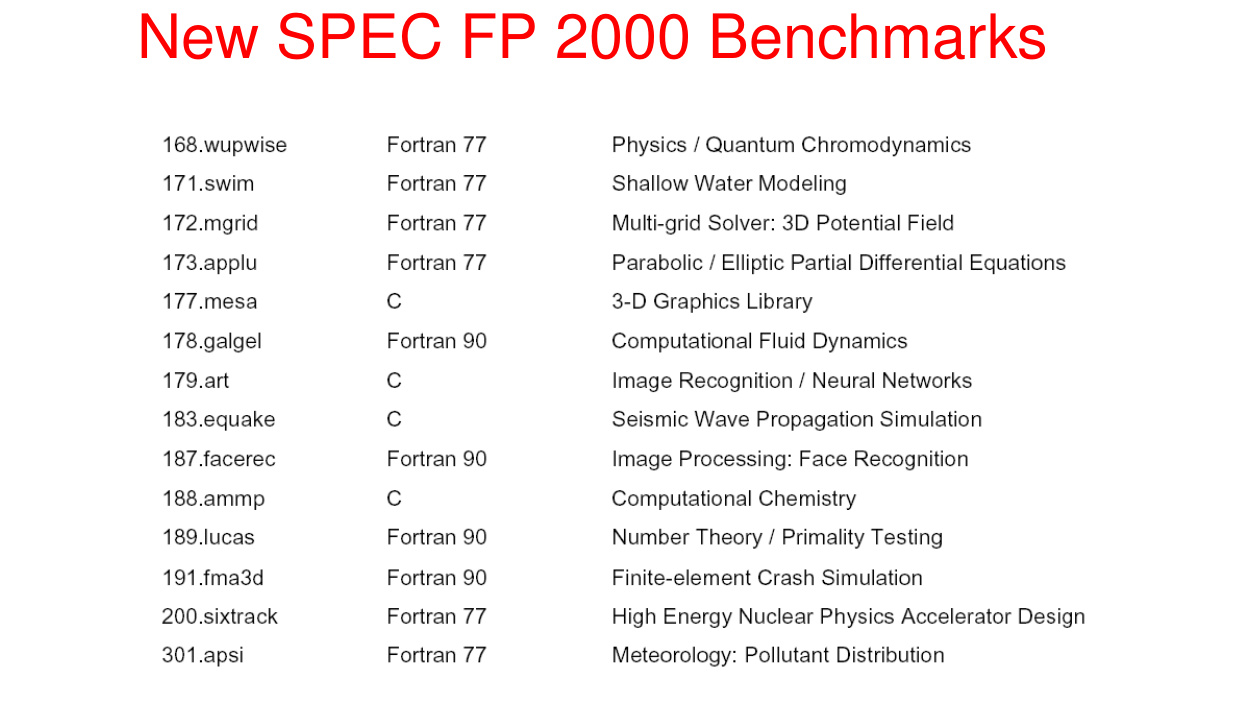 New SPEC FP 2000 Benchmarks
168.wupwise Fortran 77 Physics / Quantum Chromodynamics
171.swim Fortran 77 Shallow Water Modeling
172.mgrid Fortran 77 Multi-grid Solver: 3D Potential Field
173.applu Fortran 77 Parabolic / Elliptic Partial Differential Equations
177.mesa C 3-D Graphics Library
178.galgel Fortran 90 Computational Fluid Dynamics
179.art C Image Recognition / Neural Networks
183.equake C Seismic Wave Propagation Simulation
187.facerec Fortran 90 Image Processing: Face Recognition
188.ammp C Computational Chemistry
189.lucas Fortran 90 Number Theory / Primality Testing
191.fma3d Fortran 90 Finite-element Crash Simulation
200.sixtrack Fortran 77 High Energy Nuclear Physics Accelerator Design
301.apsi Fortran 77 Meteorology: Pollutant Distribution